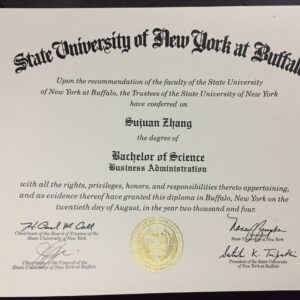 State University of New York at Buffalo
Upon the recommendation of the faculty of the State University
of New York at Buffalo, the Trustees of the State University of New York
have conferred on
Sujuan Zhang
the degree of
Bachelor of Science
Business Administration
with all the rights, privileges, honors, and responsibilities thereto appertaining,
and as evidence thereof have granted this diploma in Buffalo, New York on the
twentieth day of August, in the year two thousand four.
H. Carl McCall
Chairman of the Board of Trustees of the
State University of New York
Chairman of the Council of the
State University of New York at Buffalo
Nancy Zimpher
Chancellor of the
State University of New York
Satish K. Tripathi
President of the State University
of New York at Buffalo